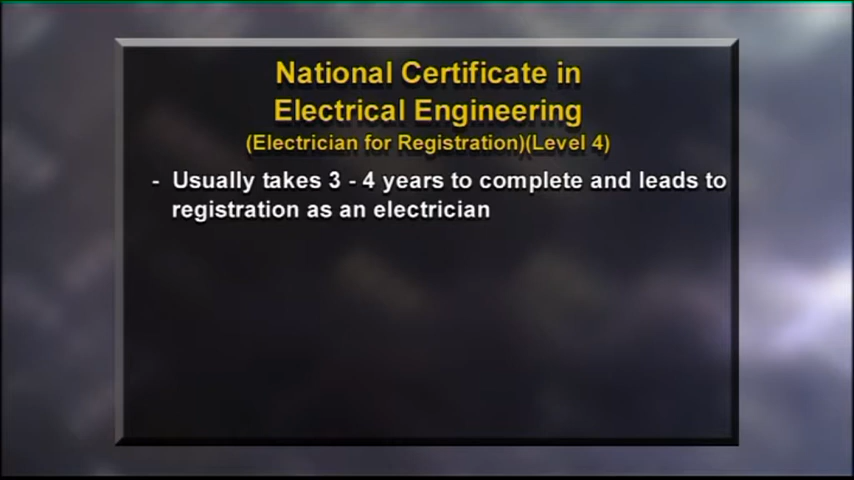 National Certificate in
Electrical Engineering
(Electrician for Registration)(Level 4)
- Usually takes 3 - 4 years to complete and leads to
registration as an electrician